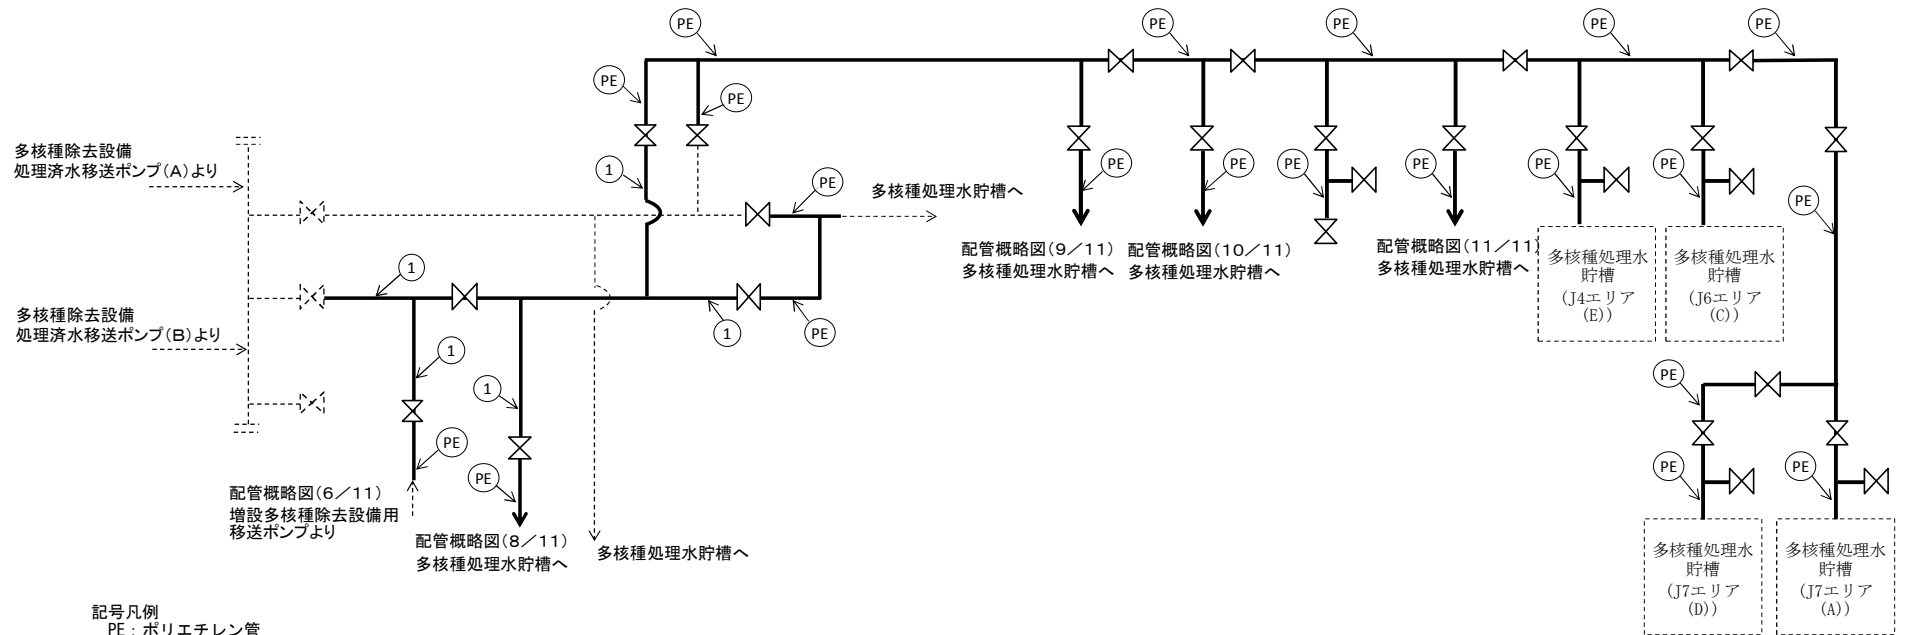 PE
PE
PE
PE
PE
PE
PE
多核種除去設備
処理済水移送ポンプ(A)より
1
PE
PE
PE
PE
PE
PE
PE
多核種処理水貯槽へ
PE
配管概略図(9/11)
多核種処理水貯槽へ
配管概略図(10/11)
多核種処理水貯槽へ
配管概略図(11/11)
多核種処理水貯槽へ
多核種処理水
貯槽
(J4エリア
(E))
多核種処理水
貯槽
(J6エリア
(C))
1
多核種除去設備
処理済水移送ポンプ(B)より
1
PE
1
1
PE
PE
PE
PE
PE
配管概略図(6/11)
増設多核種除去設備用
移送ポンプより
配管概略図(8/11)
多核種処理水貯槽へ
多核種処理水貯槽へ
多核種処理水
貯槽
(J7エリア
(D))
多核種処理水
貯槽
(J7エリア
(A))
記号凡例
PE:ポリエチレン管